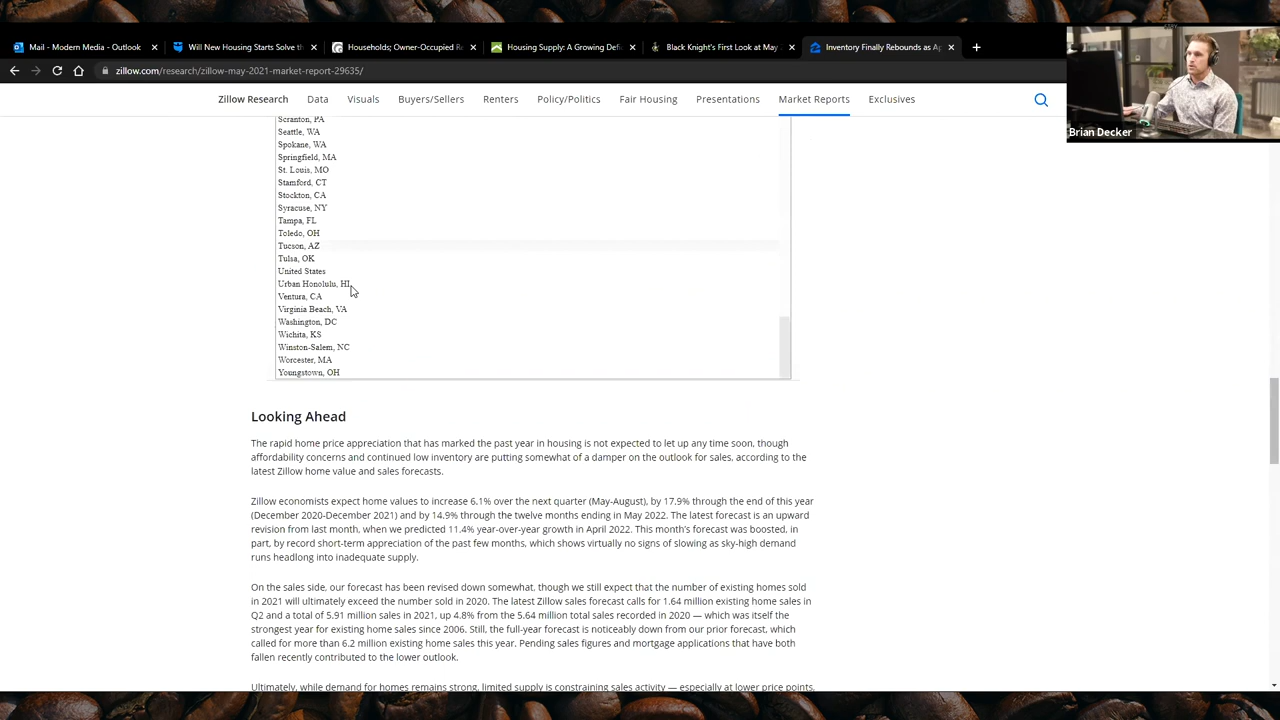 Mail - Modern Media - Outlook
Will New Housing Starts Solve th
Households; Owner-Occupied Re
Housing Supply: A Growing Defi
Black Knight's First Look at May
Inventory Finally Rebounds as Ap
zillow.com/research/zillow-may-2021-market-report-29635/
Brian Decker
Zillow Research Data Visuals Buyers/Sellers Renters Policy/Politics Fair Housing Presentations Market Reports Exclusives
Scranton, PA
Seattle, WA
Spokane, WA
Springfield, MA
St. Louis, MO
Stamford, CT
Stockton, CA
Syracuse, NY
Tampa, FL
Toledo, OH
Tucson, AZ
Tulsa, OK
United States
Urban Honolulu, HI
Ventura, CA
Virginia Beach, VA
Washington, DC
Wichita, KS
Winston-Salem, NC
Worcester, MA
Youngstown, OH
Looking Ahead
The rapid home price appreciation that has marked the past year in housing is not expected to let up any time soon, though
affordability concerns and continued low inventory are putting somewhat of a damper on the outlook for sales, according to the
latest Zillow home value and sales forecasts.
Zillow economists expect home values to increase 6.1% over the next quarter (May-August), by 17.9% through the end of this year
(December 2020-December 2021) and by 14.9% through the twelve months ending in May 2022. The latest forecast is an upward
revision from last month, when we predicted 11.4% year-over-year growth in April 2022. This month's forecast was boosted, in
part, by record short-term appreciation of the past few months, which shows virtually no signs of slowing as sky-high demand
runs headlong into inadequate supply.
On the sales side, our forecast has been revised down somewhat, though we still expect that the number of existing homes sold
in 2021 will ultimately exceed the number sold in 2020. The latest Zillow sales forecast calls for 1.64 million existing home sales in
Q2 and a total of 5.91 million sales in 2021, up 4.8% from the 5.64 million total sales recorded in 2020 — which was itself the
strongest year for existing home sales since 2006. Still, the full-year forecast is noticeably down from our prior forecast, which
called for more than 6.2 million existing home sales this year. Pending sales figures and mortgage applications that have both
fallen recently contributed to the lower outlook.
Ultimately, while demand for homes remains strong, limited supply is constraining sales activity — especially at lower price points,